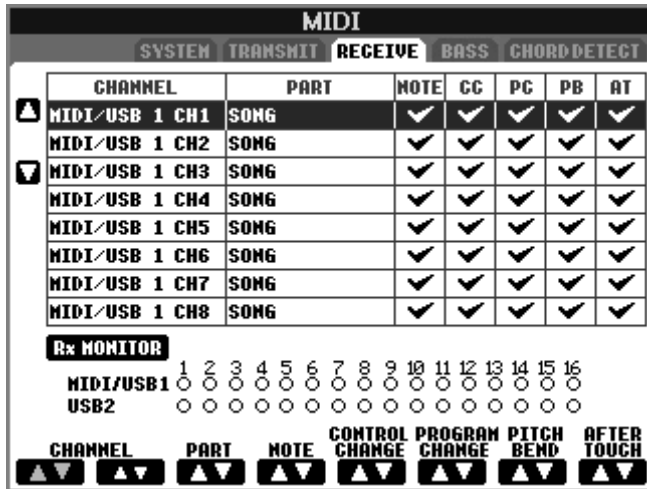 MIDI
SYSTEM TRANSMIT RECEIVE BASS CHORD DETECT
CHANNEL PART NOTE CC PC PB AT
MIDI/USB 1 CH1 SONG
MIDI/USB 1 CH2 SONG
MIDI/USB 1 CH3 SONG
MIDI/USB 1 CH4 SONG
MIDI/USB 1 CH5 SONG
MIDI/USB 1 CH6 SONG
MIDI/USB 1 CH7 SONG
MIDI/USB 1 CH8 SONG
Rx MONITOR
1 2 3 4 5 6 7 8 9 10 11 12 13 14 15 16
MIDI/USB1
USB2
CHANNEL PART NOTE CONTROL CHANGE PROGRAM CHANGE PITCH BEND AFTER TOUCH